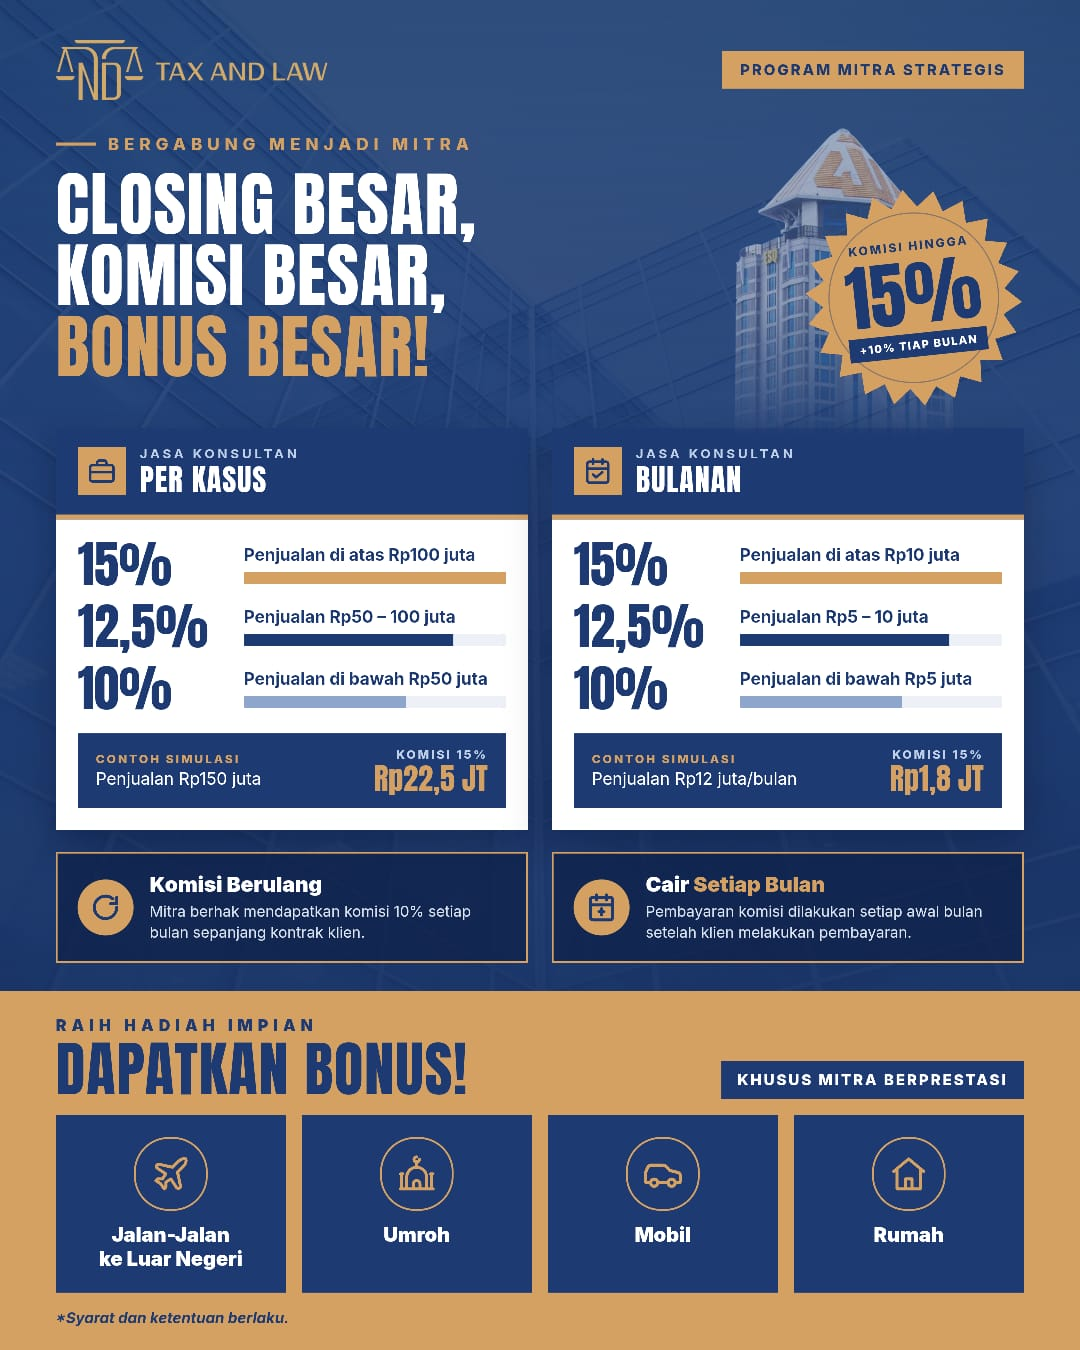 ND TAX AND LAW
PROGRAM MITRA STRATEGIS
BERGABUNG MENJADI MITRA
CLOSING BESAR,
KOMISI BESAR,
BONUS BESAR!
KOMISI HINGGA
15%
+10% TIAP BULAN
JASA KONSULTAN
PER KASUS
15%
Penjualan di atas Rp100 juta
12,5%
Penjualan Rp50 – 100 juta
10%
Penjualan di bawah Rp50 juta
CONTOH SIMULASI
Penjualan Rp150 juta
KOMISI 15%
Rp22,5 JT
JASA KONSULTAN
BULANAN
15%
Penjualan di atas Rp10 juta
12,5%
Penjualan Rp5 – 10 juta
10%
Penjualan di bawah Rp5 juta
CONTOH SIMULASI
Penjualan Rp12 juta/bulan
KOMISI 15%
Rp1,8 JT
Komisi Berulang
Mitra berhak mendapatkan komisi 10% setiap
bulan sepanjang kontrak klien.
Cair Setiap Bulan
Pembayaran komisi dilakukan setiap awal bulan
setelah klien melakukan pembayaran.
RAIH HADIAH IMPIAN
DAPATKAN BONUS!
KHUSUS MITRA BERPRESTASI
Jalan-Jalan
ke Luar Negeri
Umroh
Mobil
Rumah
*Syarat dan ketentuan berlaku.